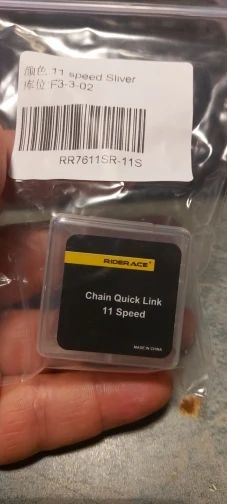 颜色 11 speed Sliver
库位 F3-3-02
RR7611SR-11S
RIDERACE
Chain Quick Link
11 Speed
MADE IN CHINA